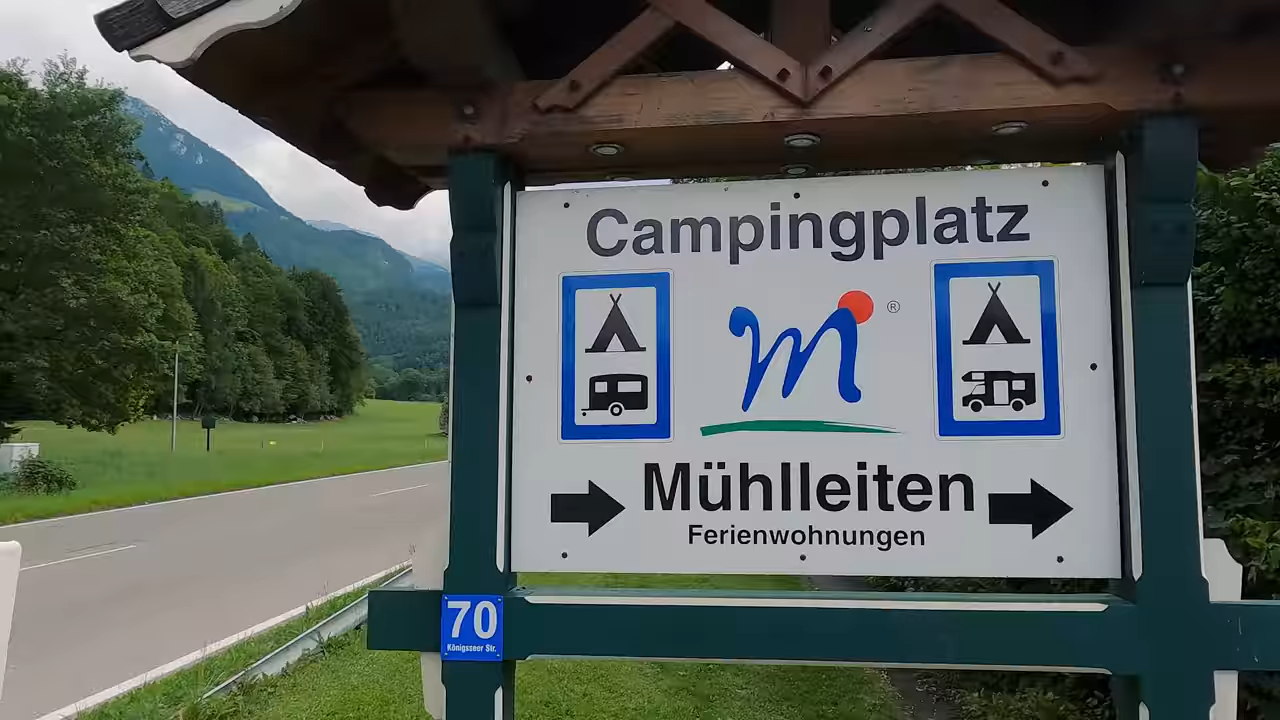 Campingplatz
m ®
Mühlleiten
Ferienwohnungen
70
Königsseer Str.